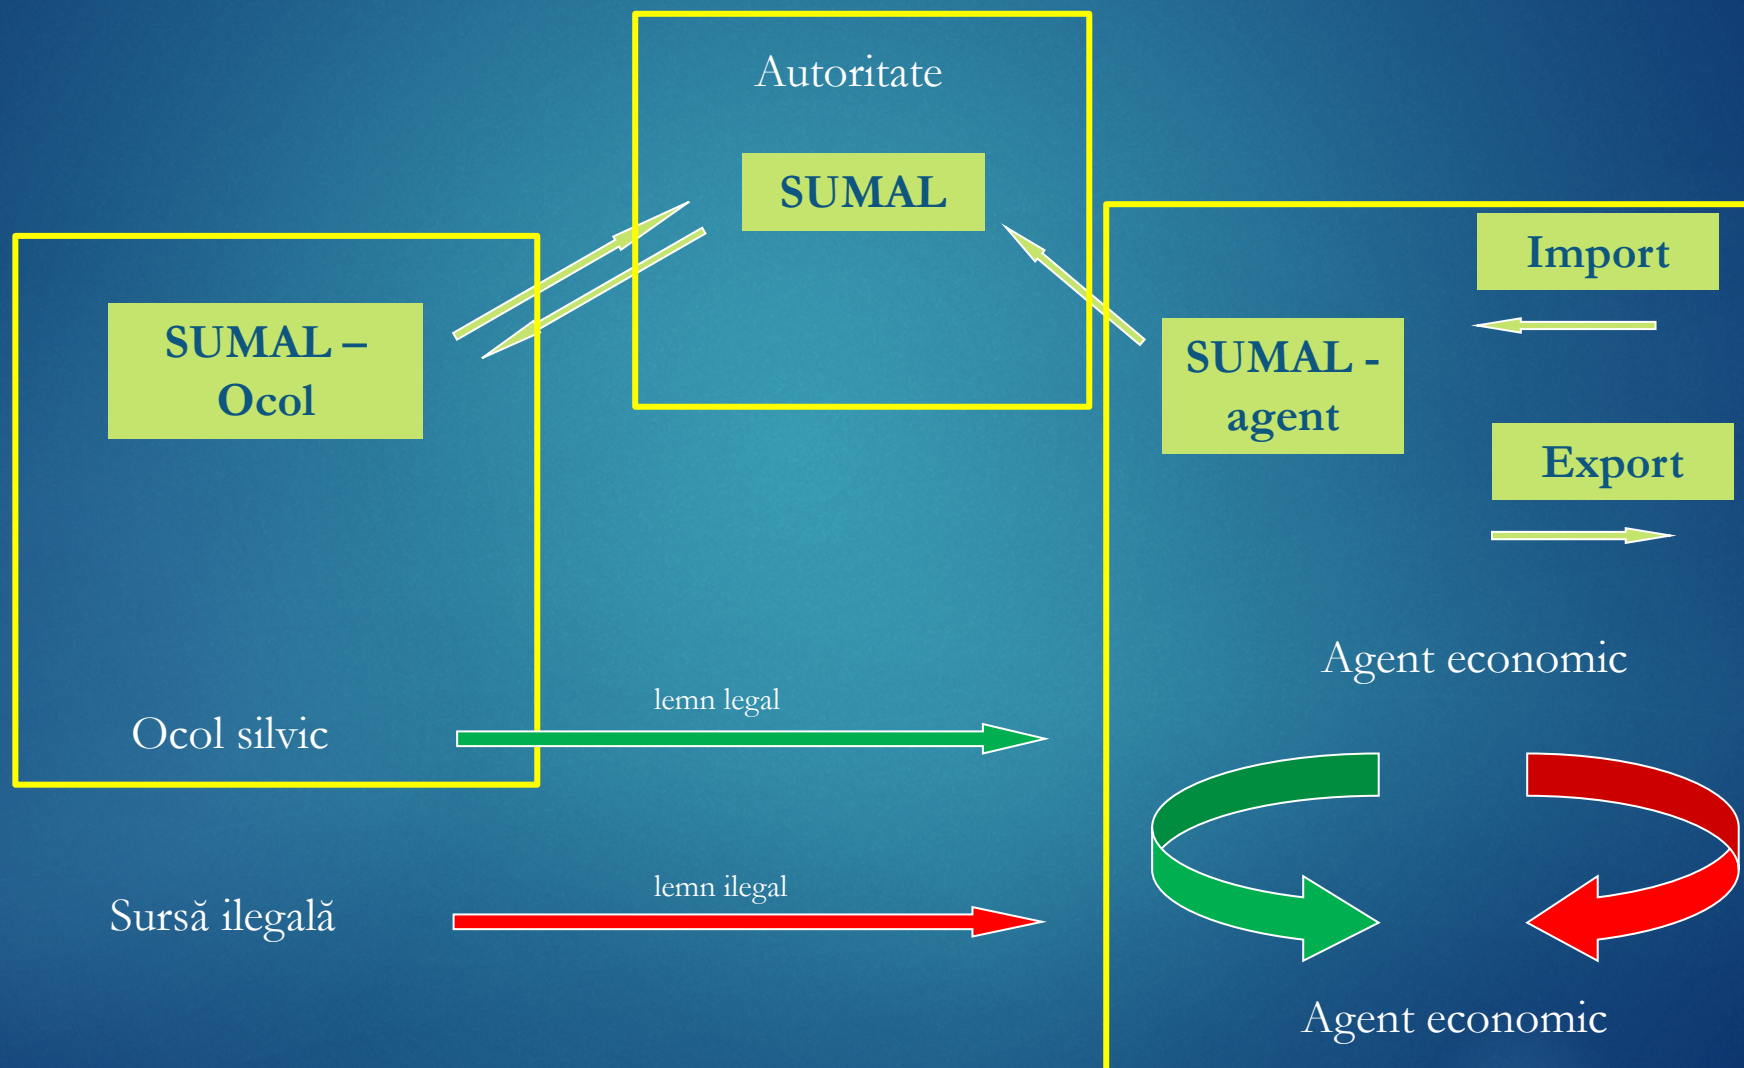 Autoritate
SUMAL
SUMAL –
Ocol
SUMAL -
agent
Import
Export
Agent economic
lemn legal
Ocol silvic
lemn ilegal
Sursă ilegală
Agent economic